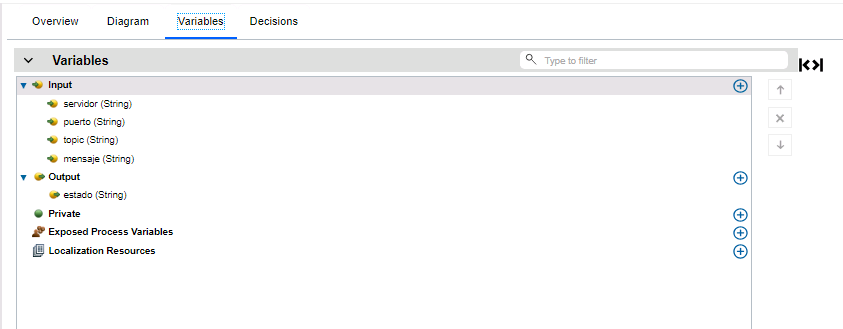 Overview Diagram Variables Decisions
Variables Type to filter
Input
servidor (String)
puerto (String)
topic (String)
mensaje (String)
Output
estado (String)
Private
Exposed Process Variables
Localization Resources